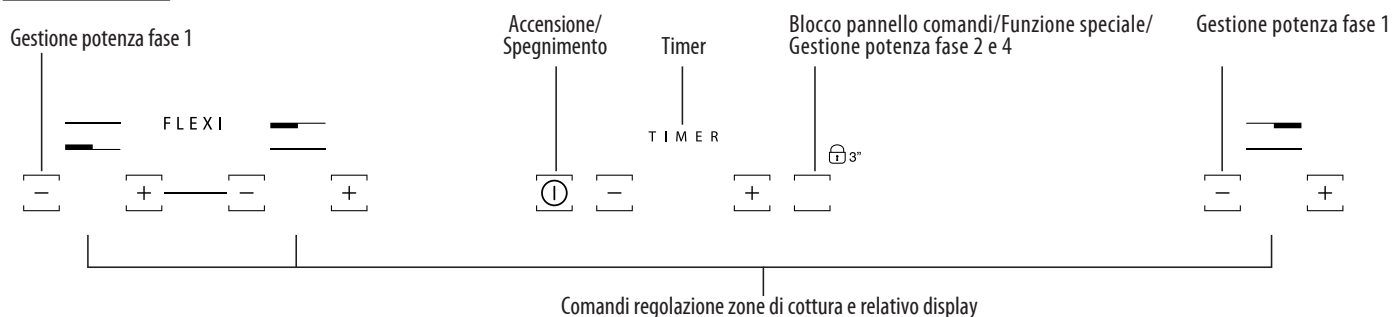 Gestione potenza fase 1
Accensione/
Spegnimento
Timer
Blocco pannello comandi/Funzione speciale/
Gestione potenza fase 2 e 4
Gestione potenza fase 1
FLEXI
TIMER
3"
− + − + − + − +
Comandi regolazione zone di cottura e relativo display